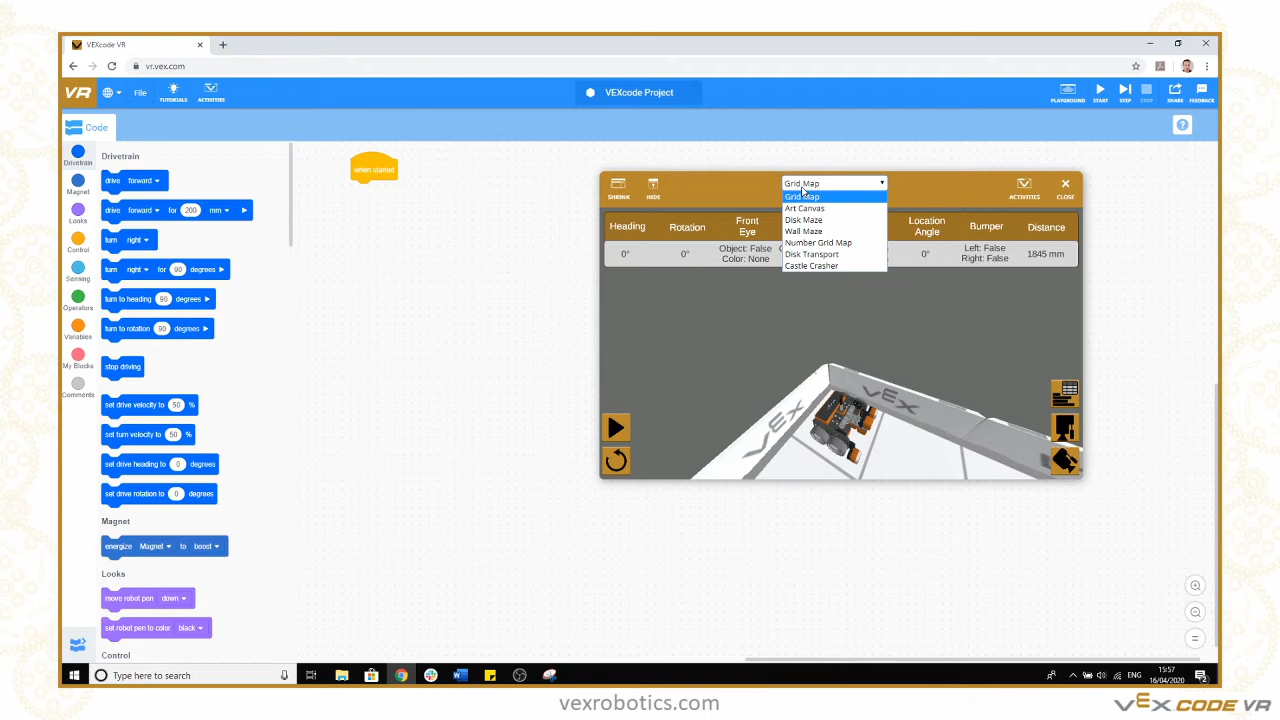 VEXcode VR
vr.vex.com
VR
File
TUTORIALS
ACTIVITIES
VEXcode Project
PLAYGROUND
START
STEP
STOP
SHARE
FEEDBACK
Code
Drivetrain
Magnet
Looks
Control
Sensing
Operators
Variables
My Blocks
Comments
Drivetrain
drive forward
drive forward for 200 mm
turn right
turn right for 90 degrees
turn to heading 90 degrees
turn to rotation 90 degrees
stop driving
set drive velocity to 50 %
set turn velocity to 50 %
set drive heading to 0 degrees
set drive rotation to 0 degrees
Magnet
energize Magnet to boost
Looks
move robot pen down
set robot pen to color black
Control
when started
SHRINK
HIDE
Grid Map
Grid Map
Art Canvas
Disk Maze
Wall Maze
Number Grid Map
Disk Transport
Castle Crasher
ACTIVITIES
CLOSE
Heading
Rotation
Front
Eye
Location
Angle
Bumper
Distance
0°
0°
Object: False
Color: None
0°
Left: False
Right: False
1845 mm
VEX
VEX
Type here to search
ENG
15:57
16/04/2020
2
vexrobotics.com
VEX CODE VR